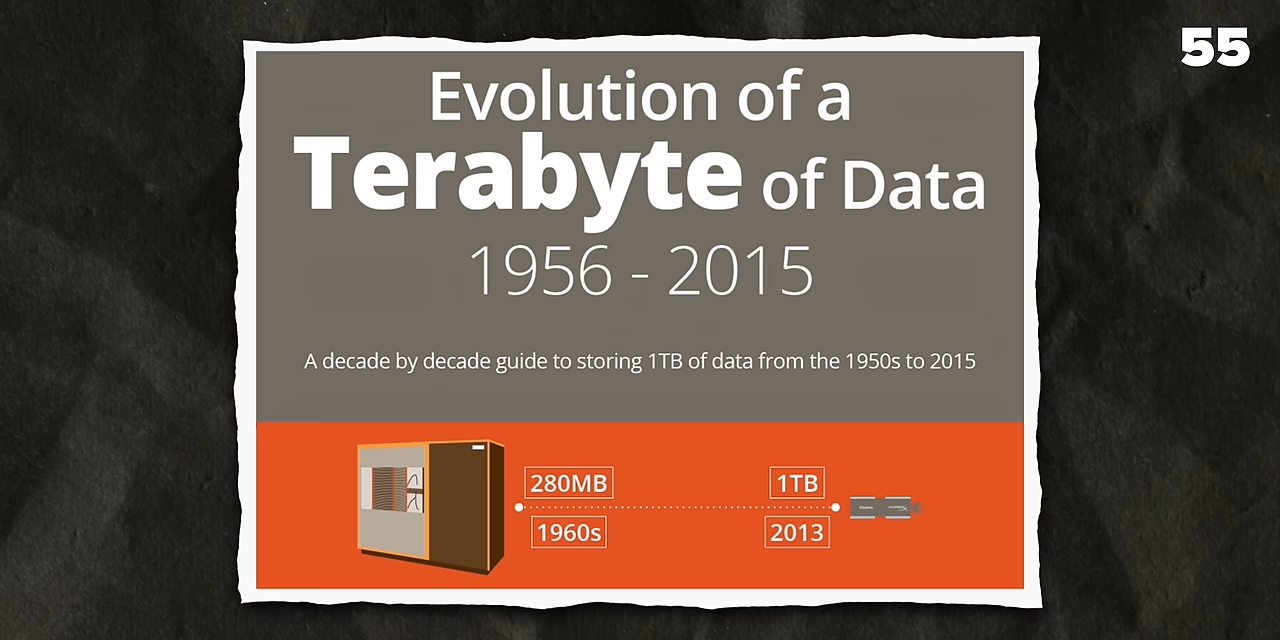 55
Evolution of a
Terabyte of Data
1956 - 2015
A decade by decade guide to storing 1TB of data from the 1950s to 2015
280MB
1TB
1960s
2013